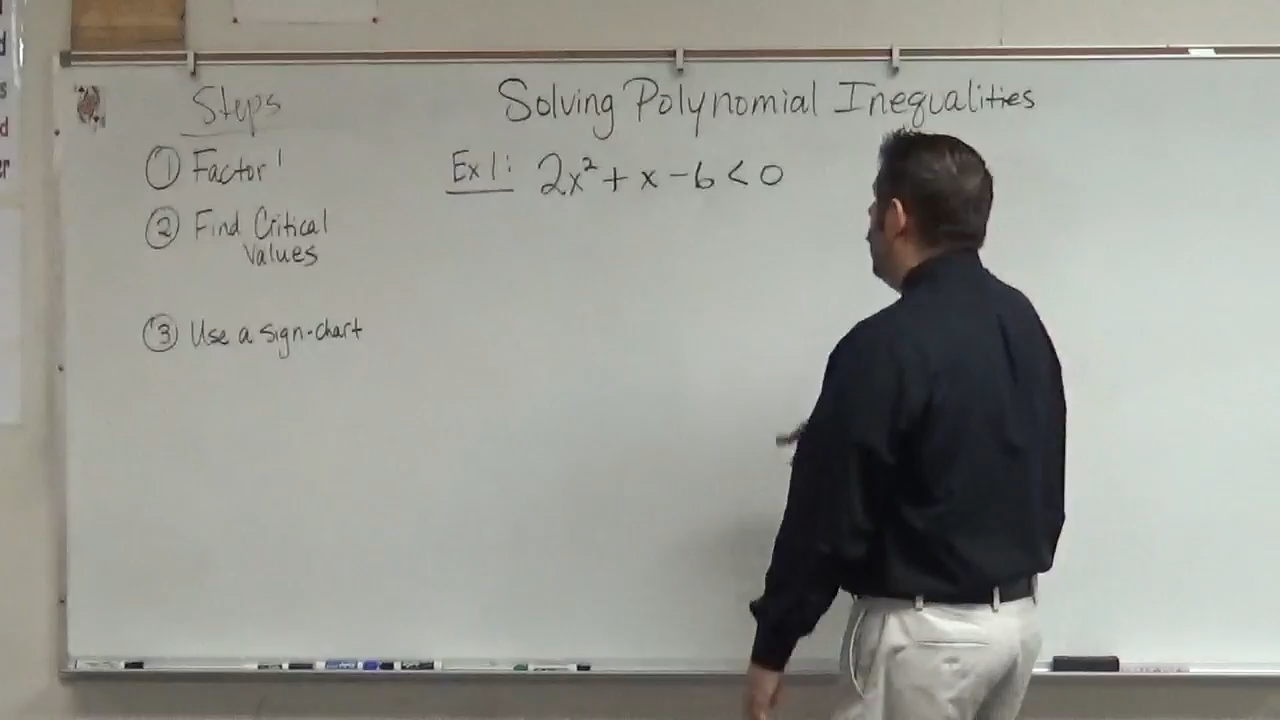 Solving Polynomial Inequalities
Steps
① Factor!
② Find Critical
Values
③ Use a sign-chart
Ex 1: 2x² + x - 6 < 0